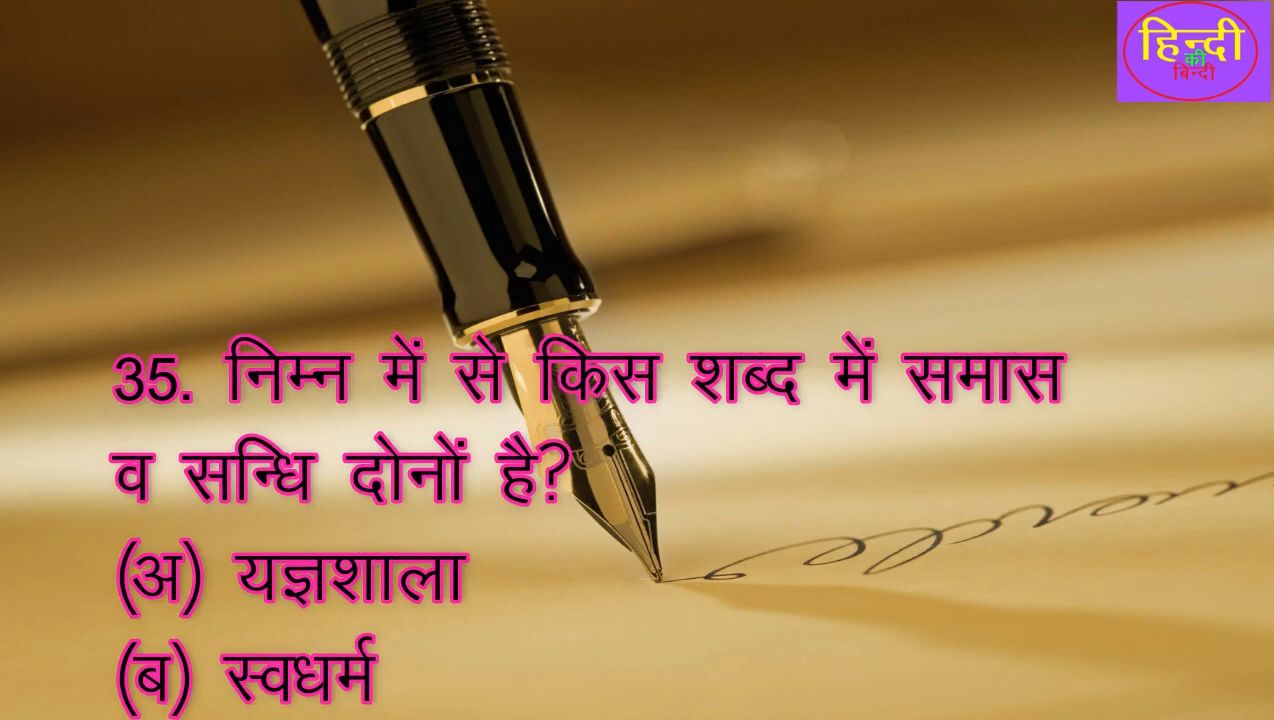 हिन्दी
की
बिन्दी
35. निम्न में से किस शब्द में समास
व सन्धि दोनों है?
(अ) यज्ञशाला
(ब) स्वधर्म